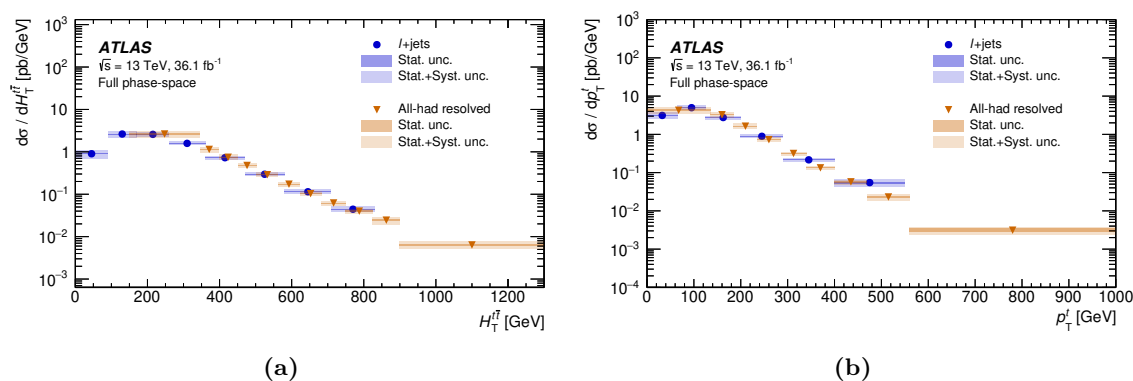 ATLAS
√s = 13 TeV, 36.1 fb⁻¹
Full phase-space
l+jets
Stat. unc.
Stat.+Syst. unc.
All-had resolved
Stat. unc.
Stat.+Syst. unc.
dσ / dH_T^{tt̄} [pb/GeV]
10³
10²
10
1
10⁻¹
10⁻²
10⁻³
0 200 400 600 800 1000 1200
H_T^{tt̄} [GeV]
(a)
ATLAS
√s = 13 TeV, 36.1 fb⁻¹
Full phase-space
l+jets
Stat. unc.
Stat.+Syst. unc.
All-had resolved
Stat. unc.
Stat.+Syst. unc.
dσ / dp_T^t [pb/GeV]
10³
10²
10
1
10⁻¹
10⁻²
10⁻³
10⁻⁴
0 100 200 300 400 500 600 700 800 900 1000
p_T^t [GeV]
(b)